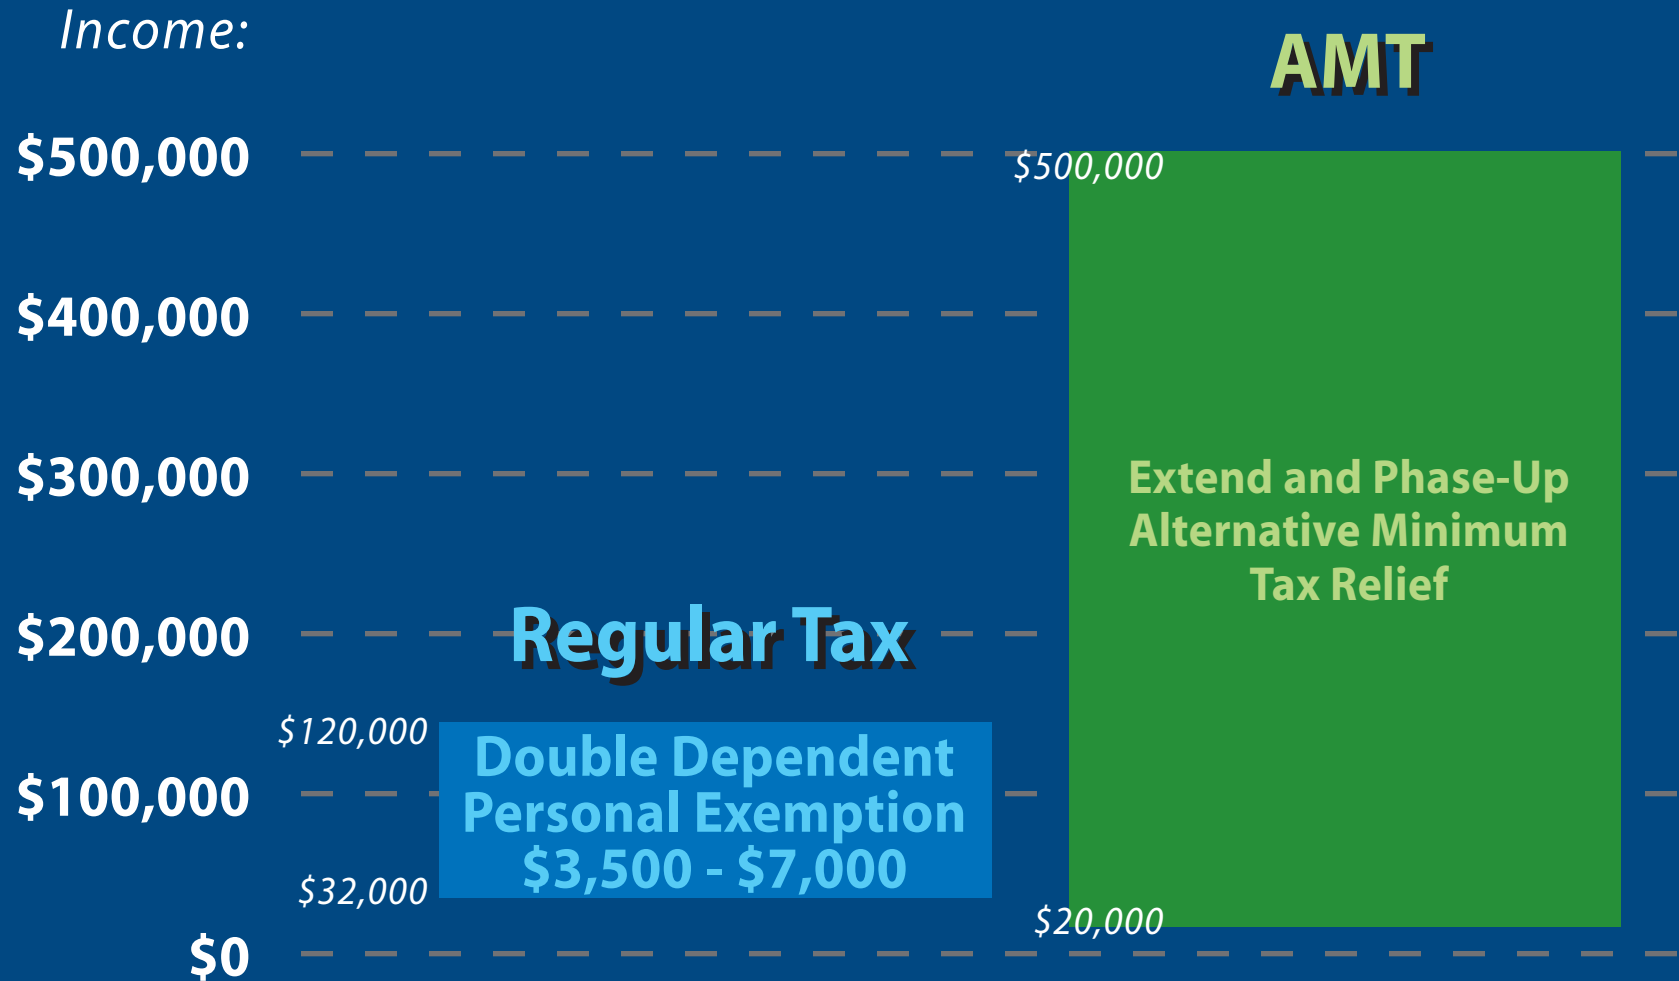 Income:
AMT
$500,000
$500,000
$400,000
$300,000
Extend and Phase-Up
Alternative Minimum
Tax Relief
$200,000
Regular Tax
$120,000
Double Dependent
Personal Exemption
$3,500 - $7,000
$100,000
$32,000
$20,000
$0